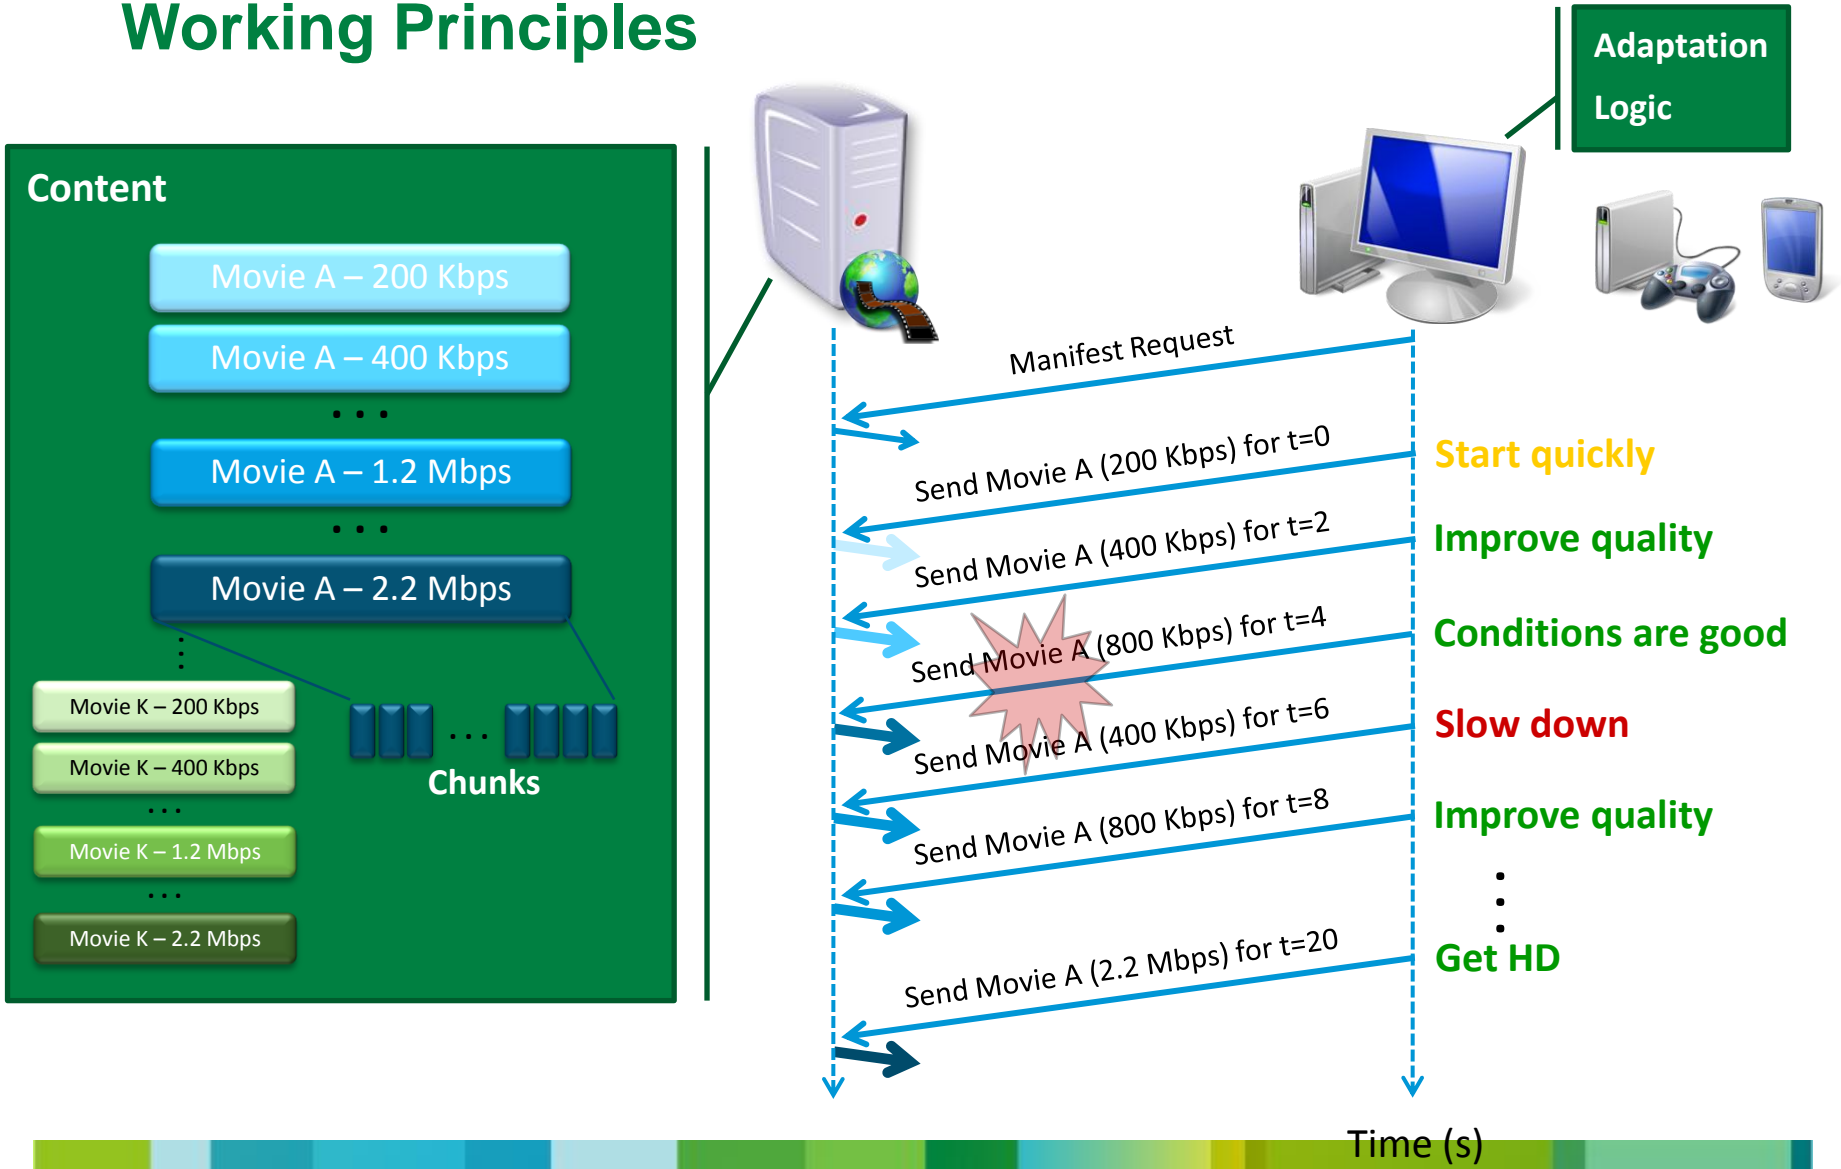 Working Principles
Adaptation
Logic
Content
Movie A – 200 Kbps
Movie A – 400 Kbps
. . .
Movie A – 1.2 Mbps
. . .
Movie A – 2.2 Mbps
. . .
Movie K – 200 Kbps
Movie K – 400 Kbps
. . .
Movie K – 1.2 Mbps
. . .
Movie K – 2.2 Mbps
. . .
Chunks
Manifest Request
Send Movie A (200 Kbps) for t=0
Start quickly
Send Movie A (400 Kbps) for t=2
Improve quality
Send Movie A (800 Kbps) for t=4
Conditions are good
Send Movie A (400 Kbps) for t=6
Slow down
Send Movie A (800 Kbps) for t=8
Improve quality
. . .
Send Movie A (2.2 Mbps) for t=20
Get HD
Time (s)